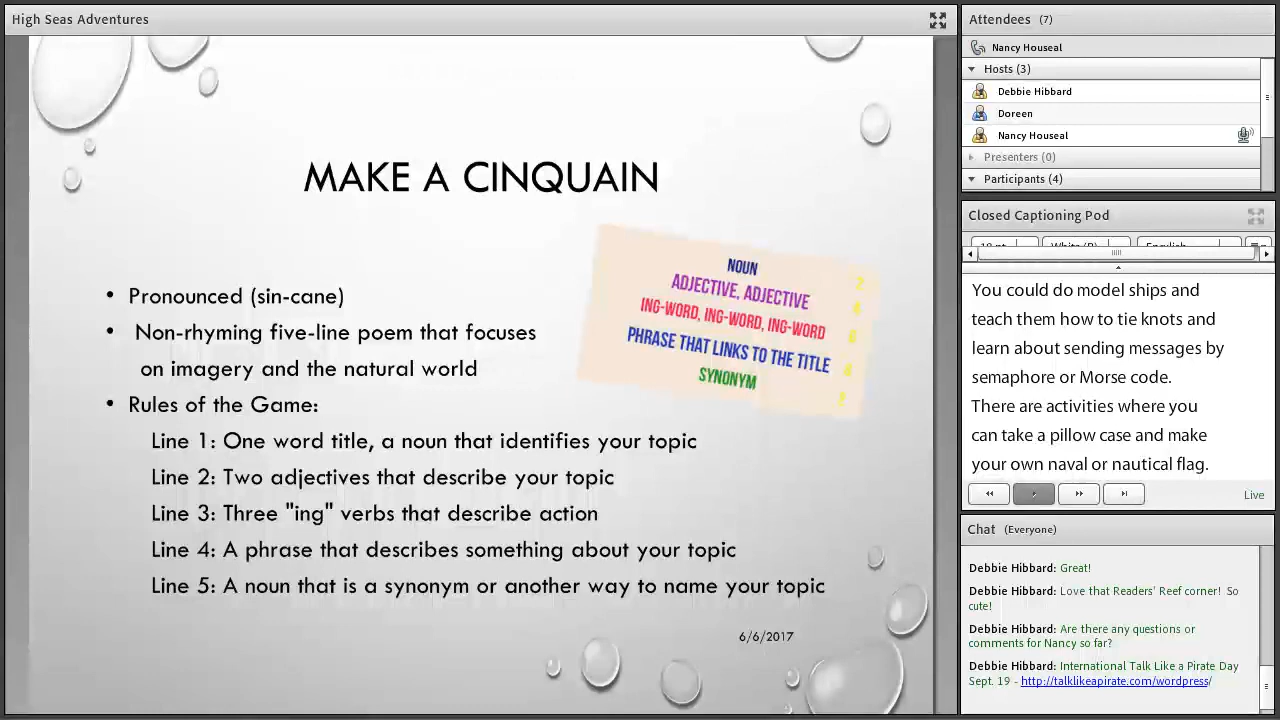 High Seas Adventures
MAKE A CINQUAIN
• Pronounced (sin-cane)
• Non-rhyming five-line poem that focuses
on imagery and the natural world
• Rules of the Game:
Line 1: One word title, a noun that identifies your topic
Line 2: Two adjectives that describe your topic
Line 3: Three "ing" verbs that describe action
Line 4: A phrase that describes something about your topic
Line 5: A noun that is a synonym or another way to name your topic
NOUN
ADJECTIVE, ADJECTIVE
ING-WORD, ING-WORD, ING-WORD
PHRASE THAT LINKS TO THE TITLE
SYNONYM
6/6/2017
Attendees (7)
Nancy Houseal
Hosts (3)
Debbie Hibbard
Doreen
Nancy Houseal
Presenters (0)
Participants (4)
Closed Captioning Pod
You could do model ships and
teach them how to tie knots and
learn about sending messages by
semaphore or Morse code.
There are activities where you
can take a pillow case and make
your own naval or nautical flag.
Live
Chat (Everyone)
Debbie Hibbard: Great!
Debbie Hibbard: Love that Readers' Reef corner! So
cute!
Debbie Hibbard: Are there any questions or
comments for Nancy so far?
Debbie Hibbard: International Talk Like a Pirate Day
Sept. 19 - http://talklikeapirate.com/wordpress/